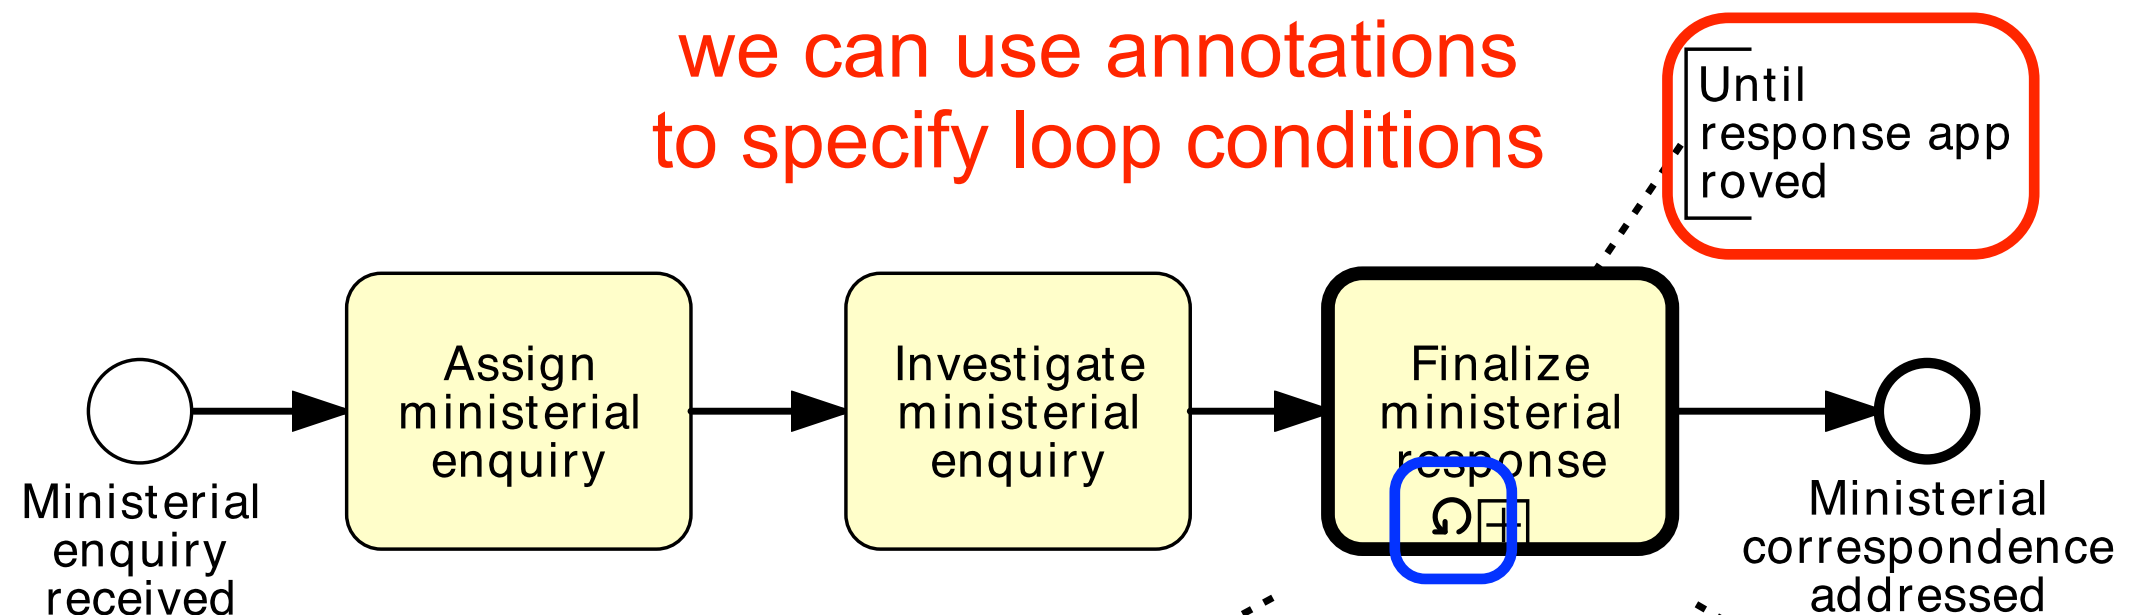 we can use annotations
to specify loop conditions
Until
response app
roved
Assign
ministerial
enquiry
Investigate
ministerial
enquiry
Finalize
ministerial
response
Ministerial
enquiry
received
Ministerial
correspondence
addressed